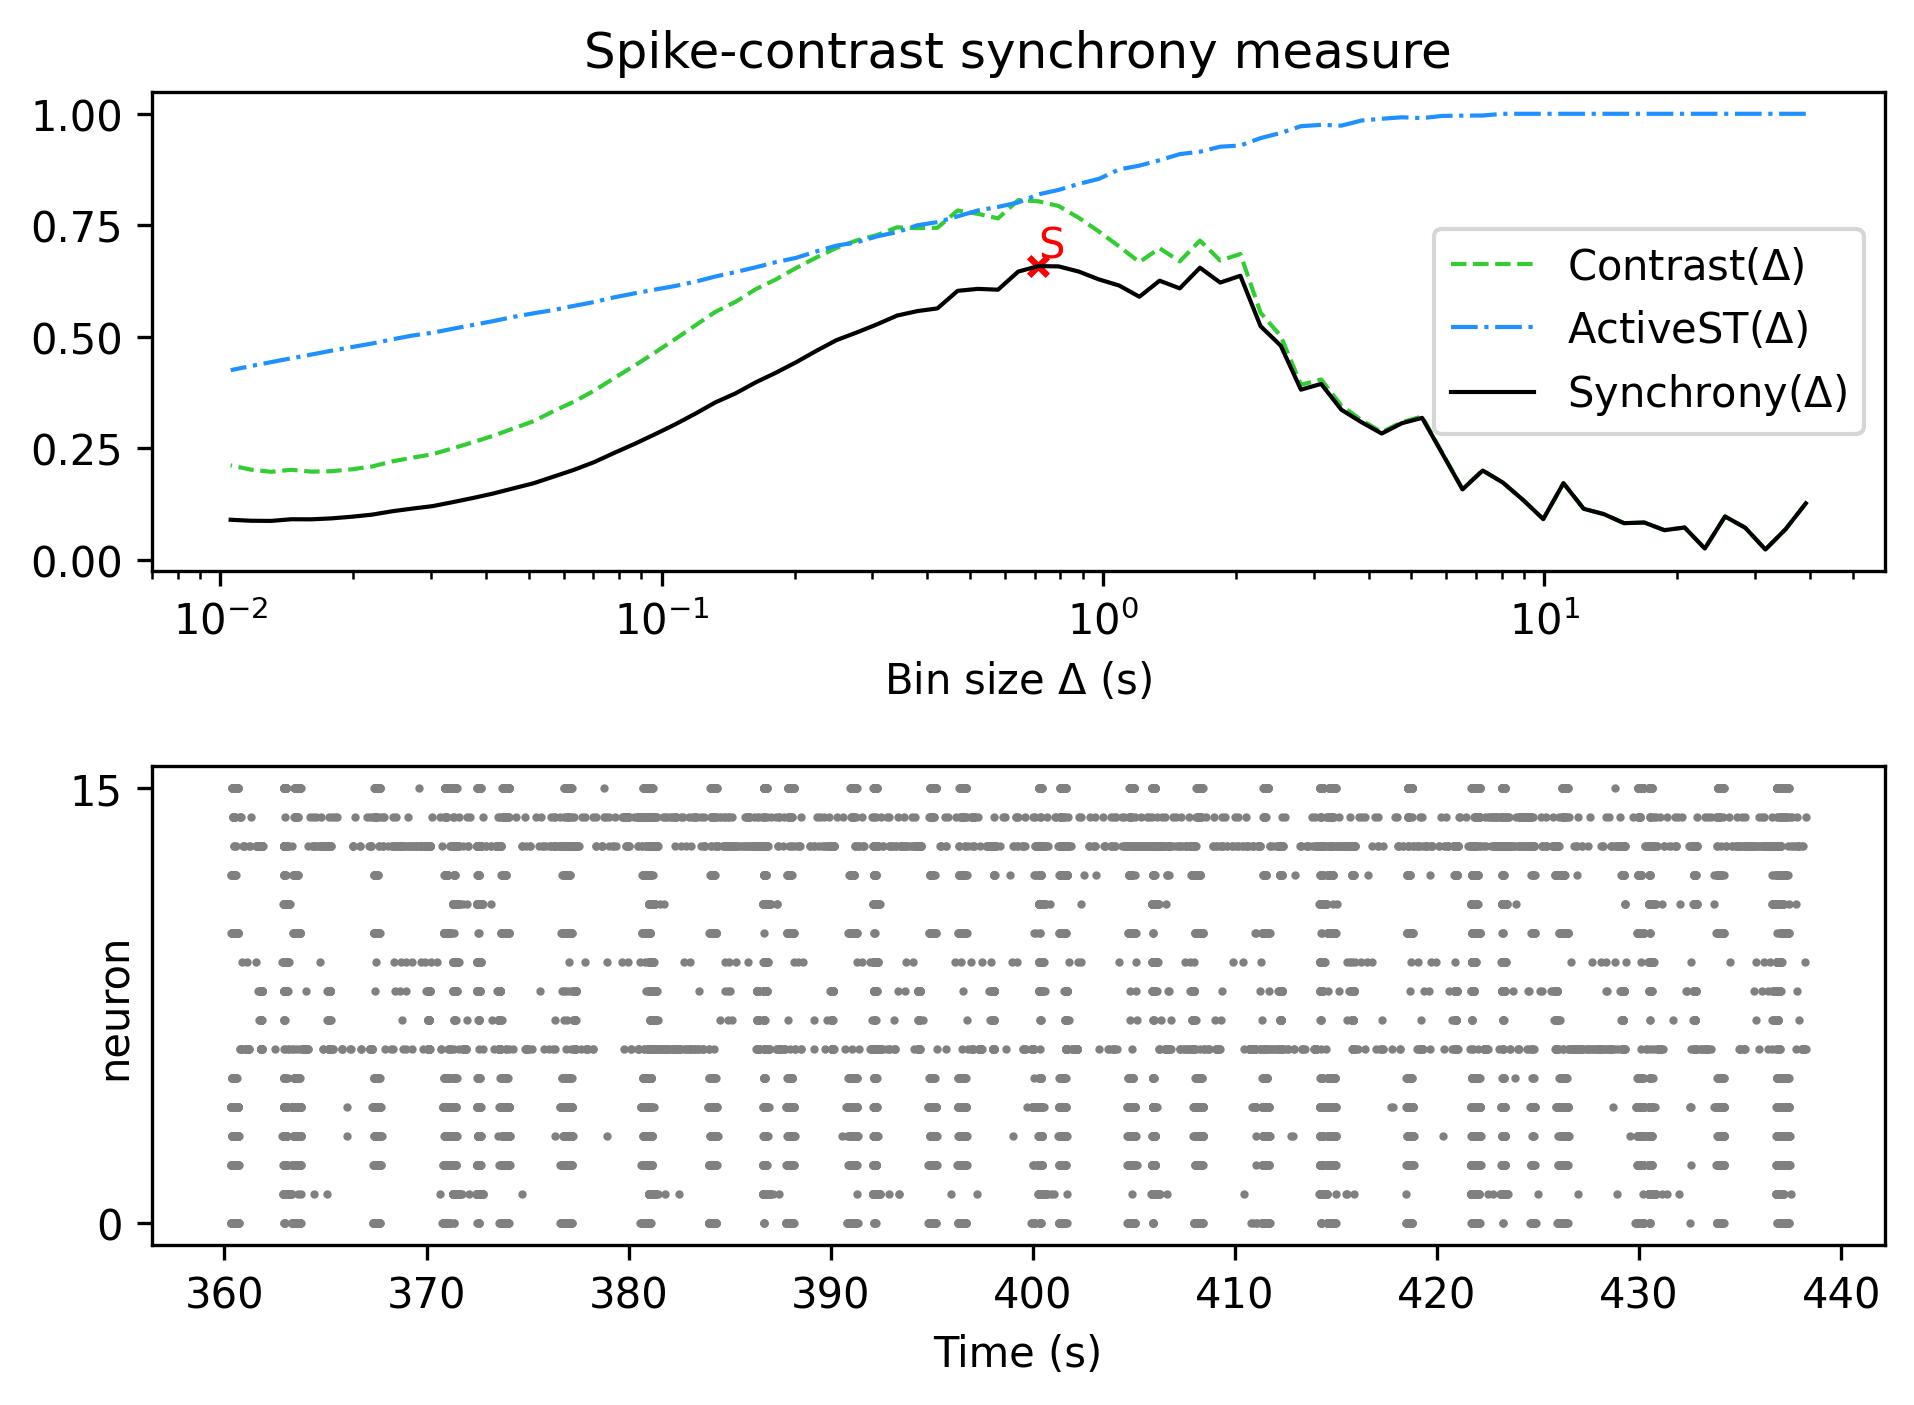 Spike-contrast synchrony measure
1.00
0.75
0.50
0.25
0.00
S
Contrast(Δ)
ActiveST(Δ)
Synchrony(Δ)
10⁻² 10⁻¹ 10⁰ 10¹
Bin size Δ (s)
15
neuron
0
360 370 380 390 400 410 420 430 440
Time (s)